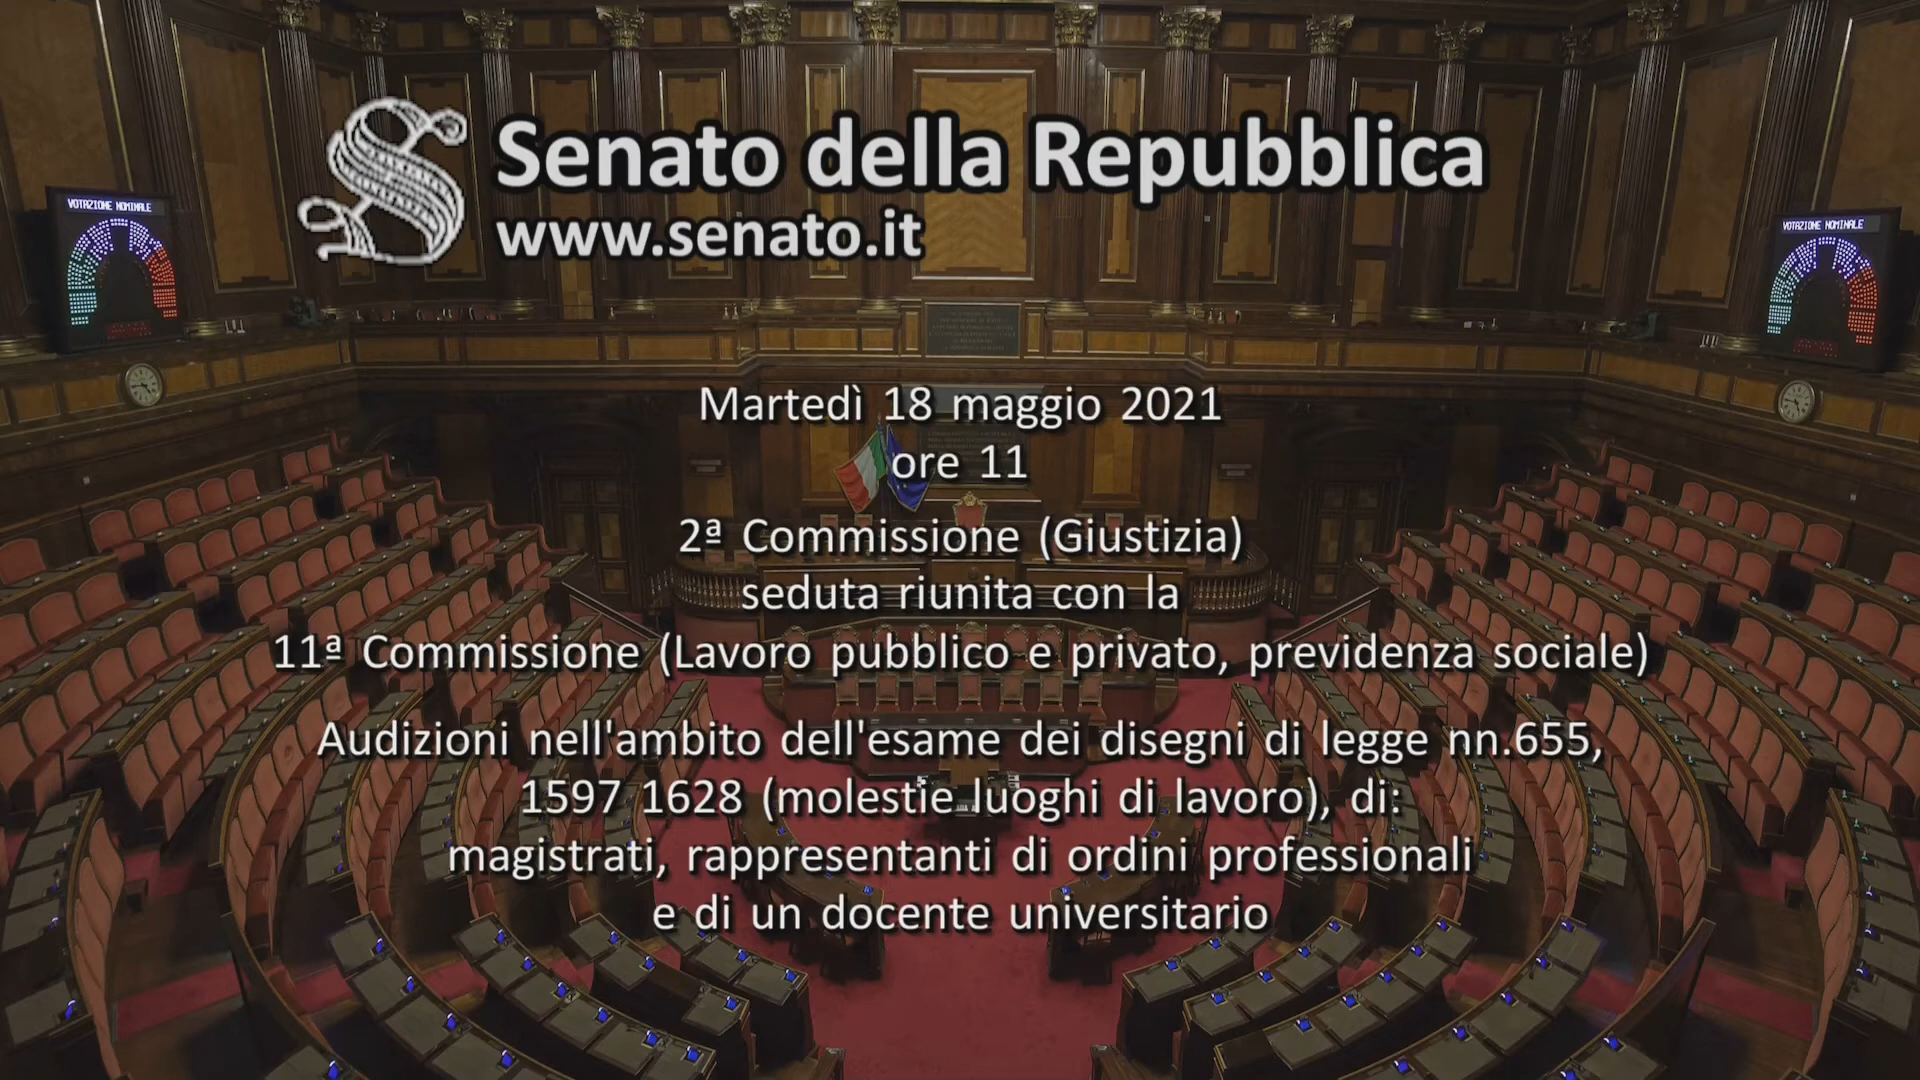 Senato della Repubblica
www.senato.it
VOTAZIONE NOMINALE
VOTAZIONE NOMINALE
Martedì 18 maggio 2021
ore 11
2ª Commissione (Giustizia)
seduta riunita con la
11ª Commissione (Lavoro pubblico e privato, previdenza sociale)
Audizioni nell'ambito dell'esame dei disegni di legge nn.655,
1597 1628 (molestie luoghi di lavoro), di:
magistrati, rappresentanti di ordini professionali
e di un docente universitario